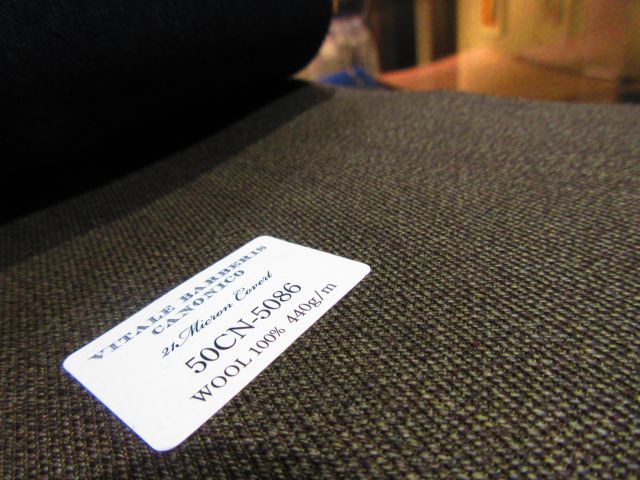 VITALE BARBERIS
CANONICO
21 Micron Covert
50CN-5086
WOOL 100% 440g/m